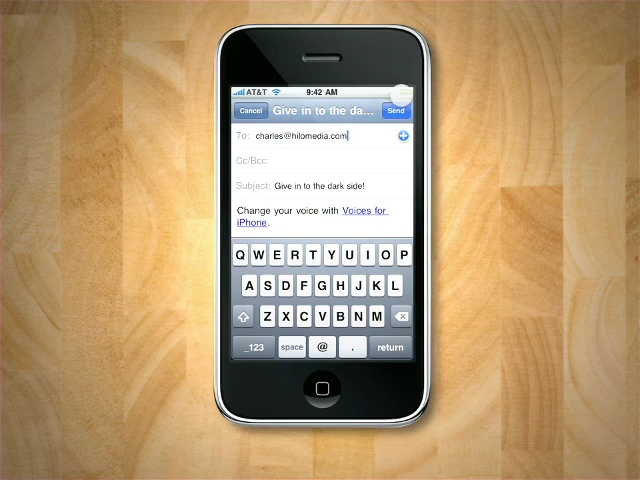 AT&T 9:42 AM
Cancel Give in to the da... Send
To: charles@hilomedia.com
Cc/Bcc:
Subject: Give in to the dark side!
Change your voice with Voices for
iPhone.
Q W E R T Y U I O P
A S D F G H J K L
Z X C V B N M
_123 space @ . return